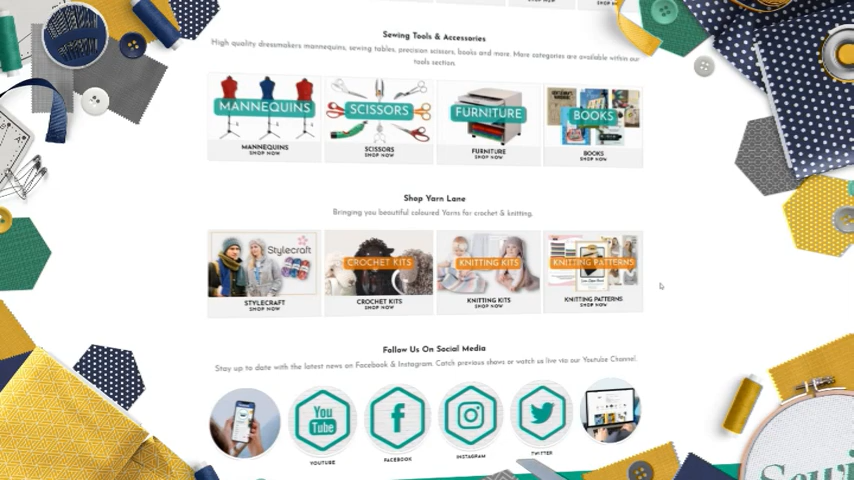 Sewing Tools & Accessories
High quality dressmakers mannequins, sewing tables, precision scissors, books and more. More categories are available within our
tools section.
MANNEQUINS
SCISSORS
FURNITURE
BOOKS
MANNEQUINS
SHOP NOW
SCISSORS
SHOP NOW
FURNITURE
SHOP NOW
BOOKS
SHOP NOW
Shop Yarn Lane
Bringing you beautiful coloured Yarns for crochet & knitting.
Stylecraft
CROCHET KITS
KNITTING KITS
KNITTING PATTERNS
STYLECRAFT
SHOP NOW
CROCHET KITS
SHOP NOW
KNITTING KITS
SHOP NOW
KNITTING PATTERNS
SHOP NOW
Follow Us On Social Media
Stay up to date with the latest news on Facebook & Instagram. Catch previous shows or watch us live via our Youtube Channel.
You
Tube
YOUTUBE
FACEBOOK
INSTAGRAM
TWITTER